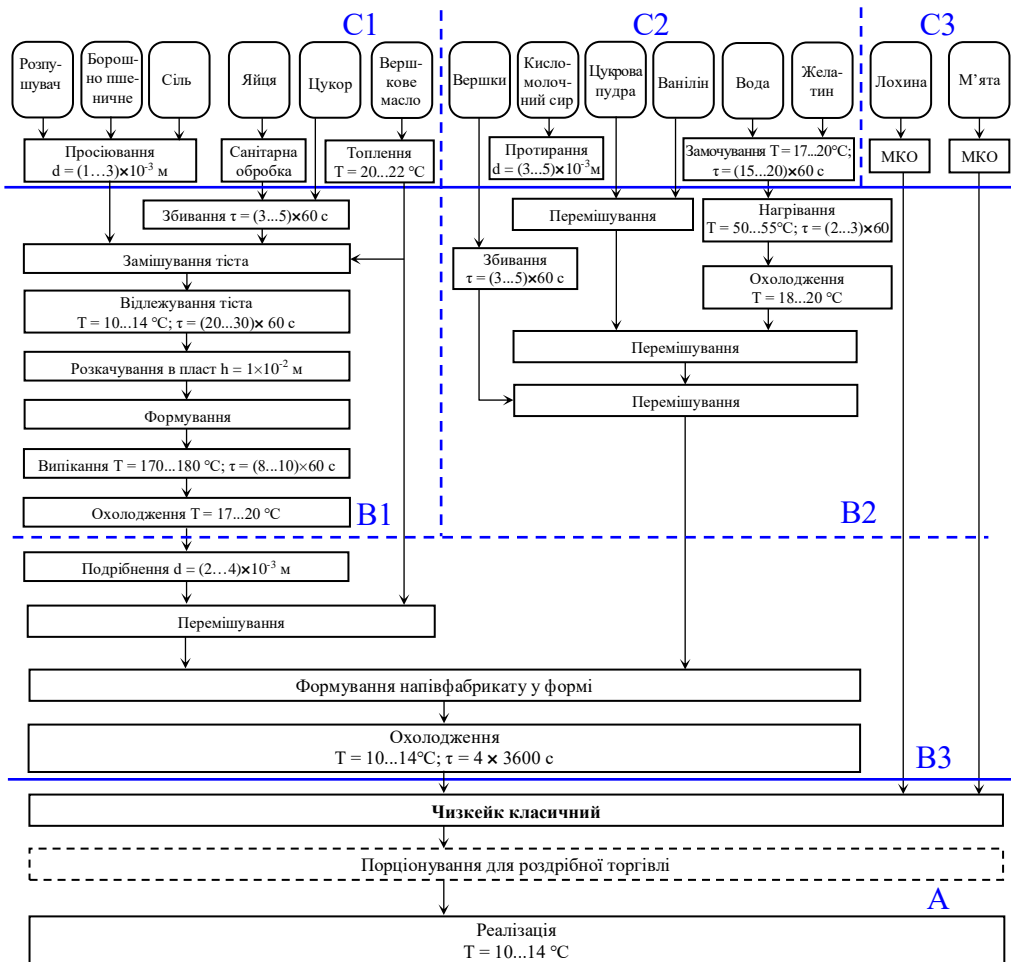 C1
C2
C3
Розпу-
шувач
Борош-
но пше-
ничне
Сіль
Яйця
Цукор
Верш-
кове
масло
Вершки
Кисло-
молоч-
ний сир
Цукрова
пудра
Ванілін
Вода
Жела-
тин
Лохина
М’ята
Просіювання
d = (1…3)×10⁻³ м
Санітарна
обробка
Топлення
T = 20...22 ℃
Протирання
d = (3...5)×10⁻³м
Замочування T = 17...20℃;
τ = (15...20)×60 с
МКО
МКО
Збивання τ = (3...5)×60 с
Перемішування
Нагрівання
T = 50...55℃; τ = (2...3)×60
Замішування тіста
Збивання
τ = (3...5)×60 с
Охолодження
T = 18...20 ℃
Відлежування тіста
T = 10...14 ℃; τ = (20...30)× 60 с
Перемішування
Розкачування в пласт h = 1×10⁻² м
Перемішування
Формування
Випікання T = 170...180 ℃; τ = (8...10)×60 с
Охолодження T = 17...20 ℃
B1
B2
Подрібнення d = (2…4)×10⁻³ м
Перемішування
Формування напівфабрикату у формі
Охолодження
T = 10...14℃; τ = 4 × 3600 с
B3
Чизкейк класичний
Порціонування для роздрібної торгівлі
A
Реалізація
T = 10...14 ℃